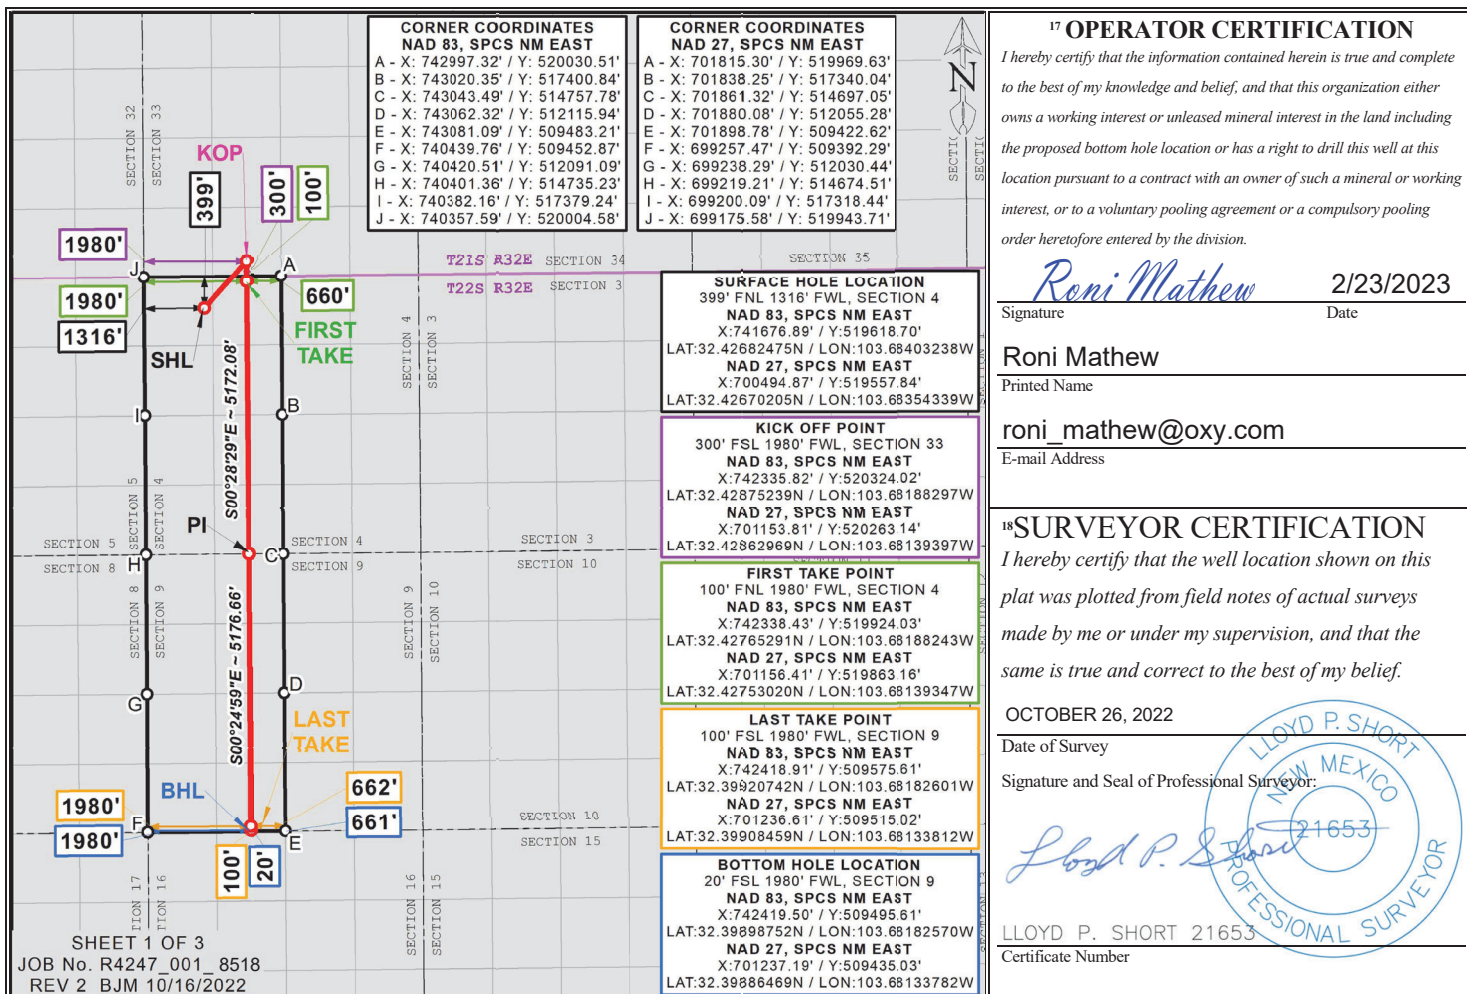 CORNER COORDINATES
NAD 83, SPCS NM EAST
A - X: 742997.32' / Y: 520030.51'
B - X: 743020.35' / Y: 517400.84'
C - X: 743043.49' / Y: 514757.78'
D - X: 743062.32' / Y: 512115.94'
E - X: 743081.09' / Y: 509483.21'
F - X: 740439.76' / Y: 509452.87'
G - X: 740420.51' / Y: 512091.09'
H - X: 740401.36' / Y: 514735.23'
I - X: 740382.16' / Y: 517379.24'
J - X: 740357.59' / Y: 520004.58'
CORNER COORDINATES
NAD 27, SPCS NM EAST
A - X: 701815.30' / Y: 519969.63'
B - X: 701838.25' / Y: 517340.04'
C - X: 701861.32' / Y: 514697.05'
D - X: 701880.08' / Y: 512055.28'
E - X: 701898.78' / Y: 509422.62'
F - X: 699257.47' / Y: 509392.29'
G - X: 699238.29' / Y: 512030.44'
H - X: 699219.21' / Y: 514674.51'
I - X: 699200.09' / Y: 517318.44'
J - X: 699175.58' / Y: 519943.71'
N
SECTION 32
SECTION 33
KOP
399'
300'
100'
1980'
J
A
T21S R32E SECTION 34
SECTION 35
T22S R32E SECTION 3
1980'
660'
1316'
SHL
FIRST
TAKE
SECTION 4
SECTION 3
S00°28'29"E ~ 5172.08'
I
B
SECTION 5
SECTION 4
PI
SECTION 5
SECTION 4
SECTION 3
H
C
SECTION 8
SECTION 9
SECTION 10
SECTION 8
SECTION 9
SECTION 9
SECTION 10
S00°24'59"E ~ 5176.66'
G
D
LAST
TAKE
BHL
1980'
662'
F
1980'
661'
E
SECTION 10
SECTION 15
100'
20'
TION 17
TION 16
SECTION 16
SECTION 15
SHEET 1 OF 3
JOB No. R4247_001_8518
REV 2 BJM 10/16/2022
SURFACE HOLE LOCATION
399' FNL 1316' FWL, SECTION 4
NAD 83, SPCS NM EAST
X:741676.89' / Y:519618.70'
LAT:32.42682475N / LON:103.68403238W
NAD 27, SPCS NM EAST
X:700494.87' / Y:519557.84'
LAT:32.42670205N / LON:103.68354339W
KICK OFF POINT
300' FSL 1980' FWL, SECTION 33
NAD 83, SPCS NM EAST
X:742335.82' / Y:520324.02'
LAT:32.42875239N / LON:103.68188297W
NAD 27, SPCS NM EAST
X:701153.81' / Y:520263.14'
LAT:32.42862969N / LON:103.68139397W
FIRST TAKE POINT
100' FNL 1980' FWL, SECTION 4
NAD 83, SPCS NM EAST
X:742338.43' / Y:519924.03'
LAT:32.42765291N / LON:103.68188243W
NAD 27, SPCS NM EAST
X:701156.41' / Y:519863.16'
LAT:32.42753020N / LON:103.68139347W
LAST TAKE POINT
100' FSL 1980' FWL, SECTION 9
NAD 83, SPCS NM EAST
X:742418.91' / Y:509575.61'
LAT:32.39920742N / LON:103.68182601W
NAD 27, SPCS NM EAST
X:701236.61' / Y:509515.02'
LAT:32.39908459N / LON:103.68133812W
BOTTOM HOLE LOCATION
20' FSL 1980' FWL, SECTION 9
NAD 83, SPCS NM EAST
X:742419.50' / Y:509495.61'
LAT:32.39898752N / LON:103.68182570W
NAD 27, SPCS NM EAST
X:701237.19' / Y:509435.03'
LAT:32.39886469N / LON:103.68133782W
17 OPERATOR CERTIFICATION
I hereby certify that the information contained herein is true and complete
to the best of my knowledge and belief, and that this organization either
owns a working interest or unleased mineral interest in the land including
the proposed bottom hole location or has a right to drill this well at this
location pursuant to a contract with an owner of such a mineral or working
interest, or to a voluntary pooling agreement or a compulsory pooling
order heretofore entered by the division.
Roni Mathew 2/23/2023
Signature Date
Roni Mathew
Printed Name
roni_mathew@oxy.com
E-mail Address
18 SURVEYOR CERTIFICATION
I hereby certify that the well location shown on this
plat was plotted from field notes of actual surveys
made by me or under my supervision, and that the
same is true and correct to the best of my belief.
OCTOBER 26, 2022
Date of Survey
Signature and Seal of Professional Surveyor:
LLOYD P. SHORT
NEW MEXICO
21653
PROFESSIONAL SURVEYOR
Lloyd P. Short
LLOYD P. SHORT 21653
Certificate Number